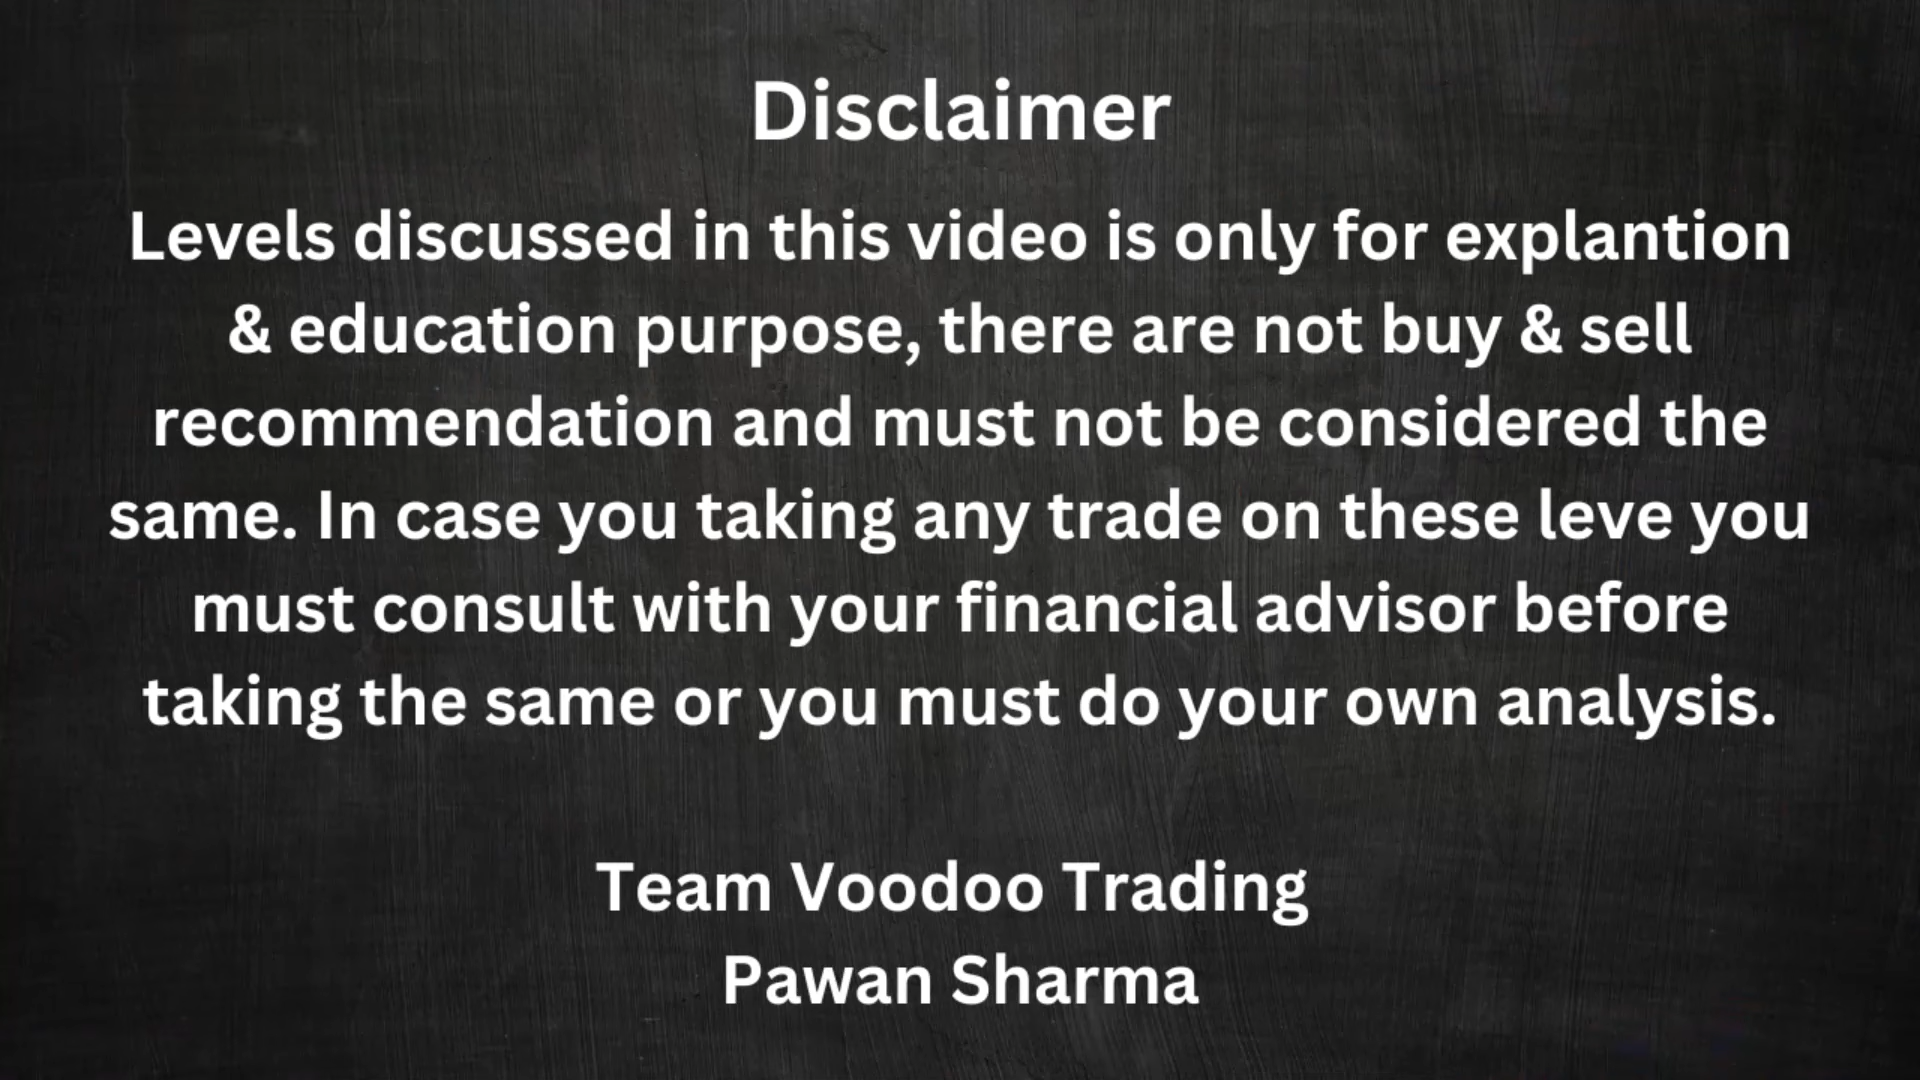 Disclaimer
Levels discussed in this video is only for explantion
& education purpose, there are not buy & sell
recommendation and must not be considered the
same. In case you taking any trade on these leve you
must consult with your financial advisor before
taking the same or you must do your own analysis.
Team Voodoo Trading
Pawan Sharma